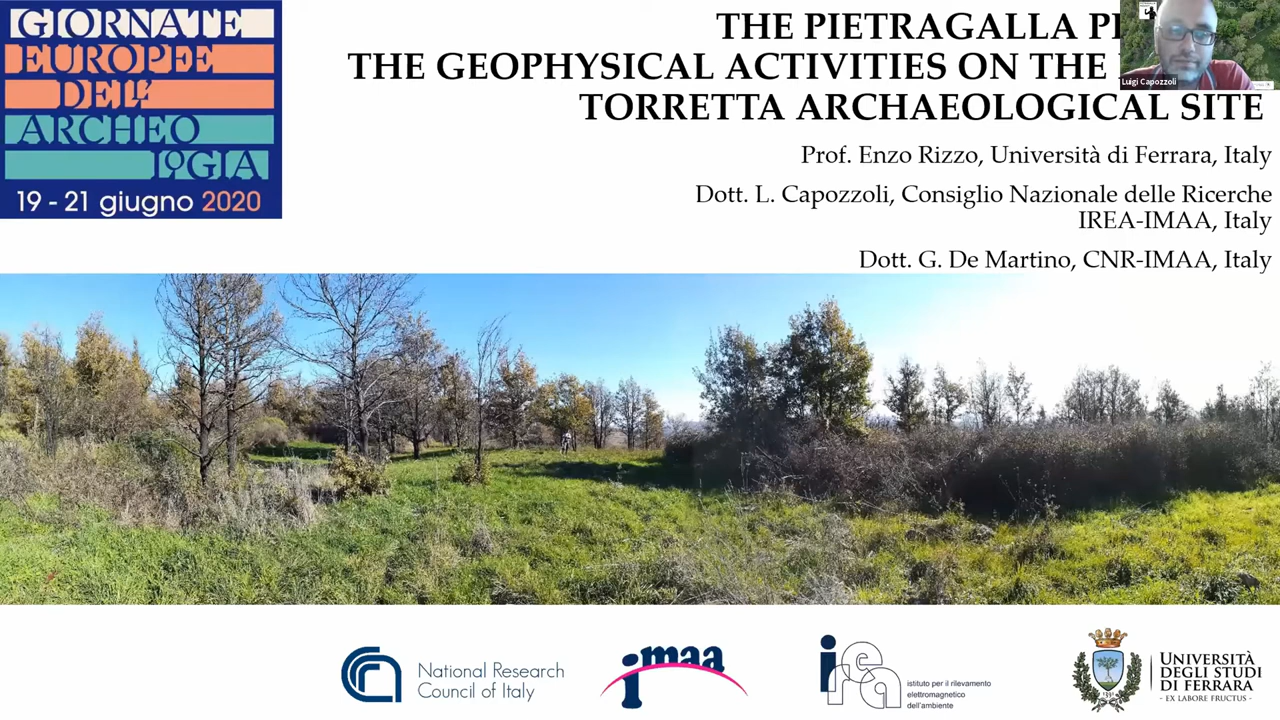 GIORNATE
EUROPEE
DELL'
ARCHEO
LOGIA
19 - 21 giugno 2020
THE PIETRAGALLA
THE GEOPHYSICAL ACTIVITIES ON THE
TORRETTA ARCHAEOLOGICAL SITE
Luigi Capozzoli
Prof. Enzo Rizzo, Università di Ferrara, Italy
Dott. L. Capozzoli, Consiglio Nazionale delle Ricerche
IREA-IMAA, Italy
Dott. G. De Martino, CNR-IMAA, Italy
National Research
Council of Italy
imaa
irea
istituto per il rilevamento
elettromagnetico
dell'ambiente
UNIVERSITÀ
DEGLI STUDI
DI FERRARA
- EX LABORE FRUCTUS -